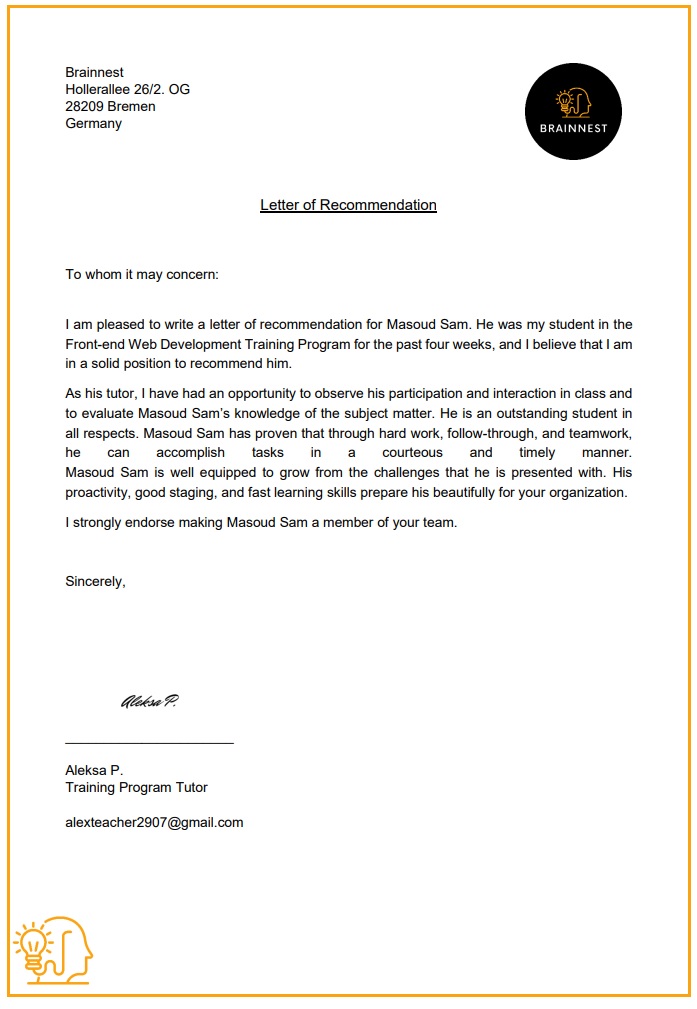 Brainnest
Hollerallee 26/2. OG
28209 Bremen
Germany
BRAINNEST
Letter of Recommendation
To whom it may concern:
I am pleased to write a letter of recommendation for Masoud Sam. He was my student in the
Front-end Web Development Training Program for the past four weeks, and I believe that I am
in a solid position to recommend him.
As his tutor, I have had an opportunity to observe his participation and interaction in class and
to evaluate Masoud Sam’s knowledge of the subject matter. He is an outstanding student in
all respects. Masoud Sam has proven that through hard work, follow-through, and teamwork,
he can accomplish tasks in a courteous and timely manner.
Masoud Sam is well equipped to grow from the challenges that he is presented with. His
proactivity, good staging, and fast learning skills prepare his beautifully for your organization.
I strongly endorse making Masoud Sam a member of your team.
Sincerely,
Aleksa P.
Aleksa P.
Training Program Tutor
alexteacher2907@gmail.com